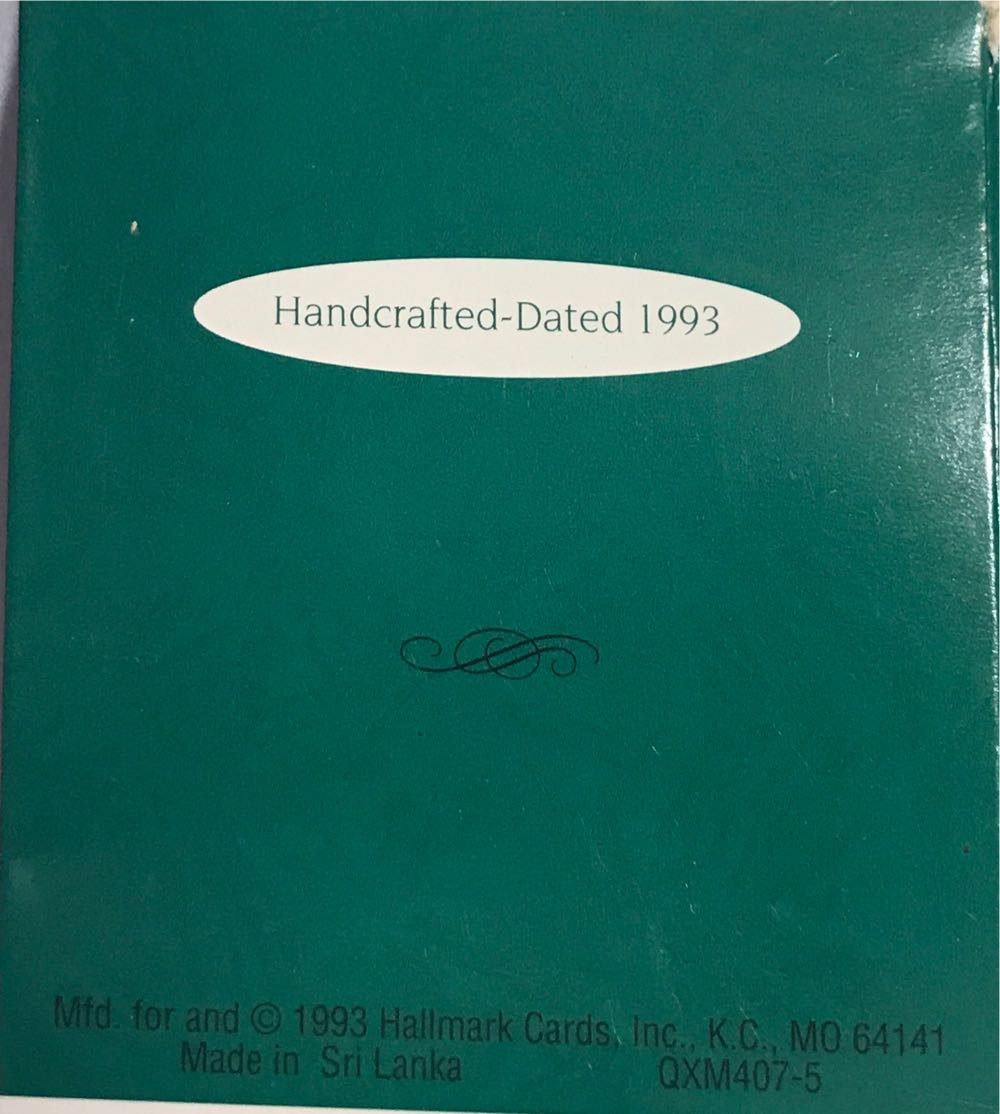 Handcrafted-Dated 1993
Mfd. for and © 1993 Hallmark Cards, Inc., K.C., MO 64141
Made in Sri Lanka QXM407-5